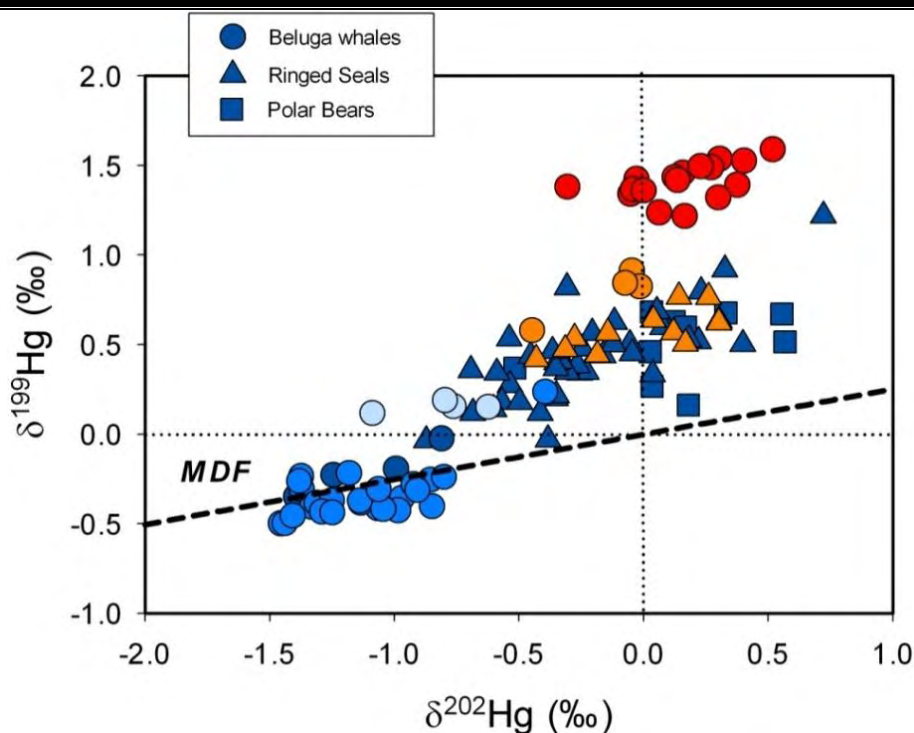 Beluga whales
Ringed Seals
Polar Bears
2.0
1.5
1.0
0.5
0.0
-0.5
-1.0
δ¹⁹⁹Hg (‰)
MDF
-2.0 -1.5 -1.0 -0.5 0.0 0.5 1.0
δ²⁰²Hg (‰)